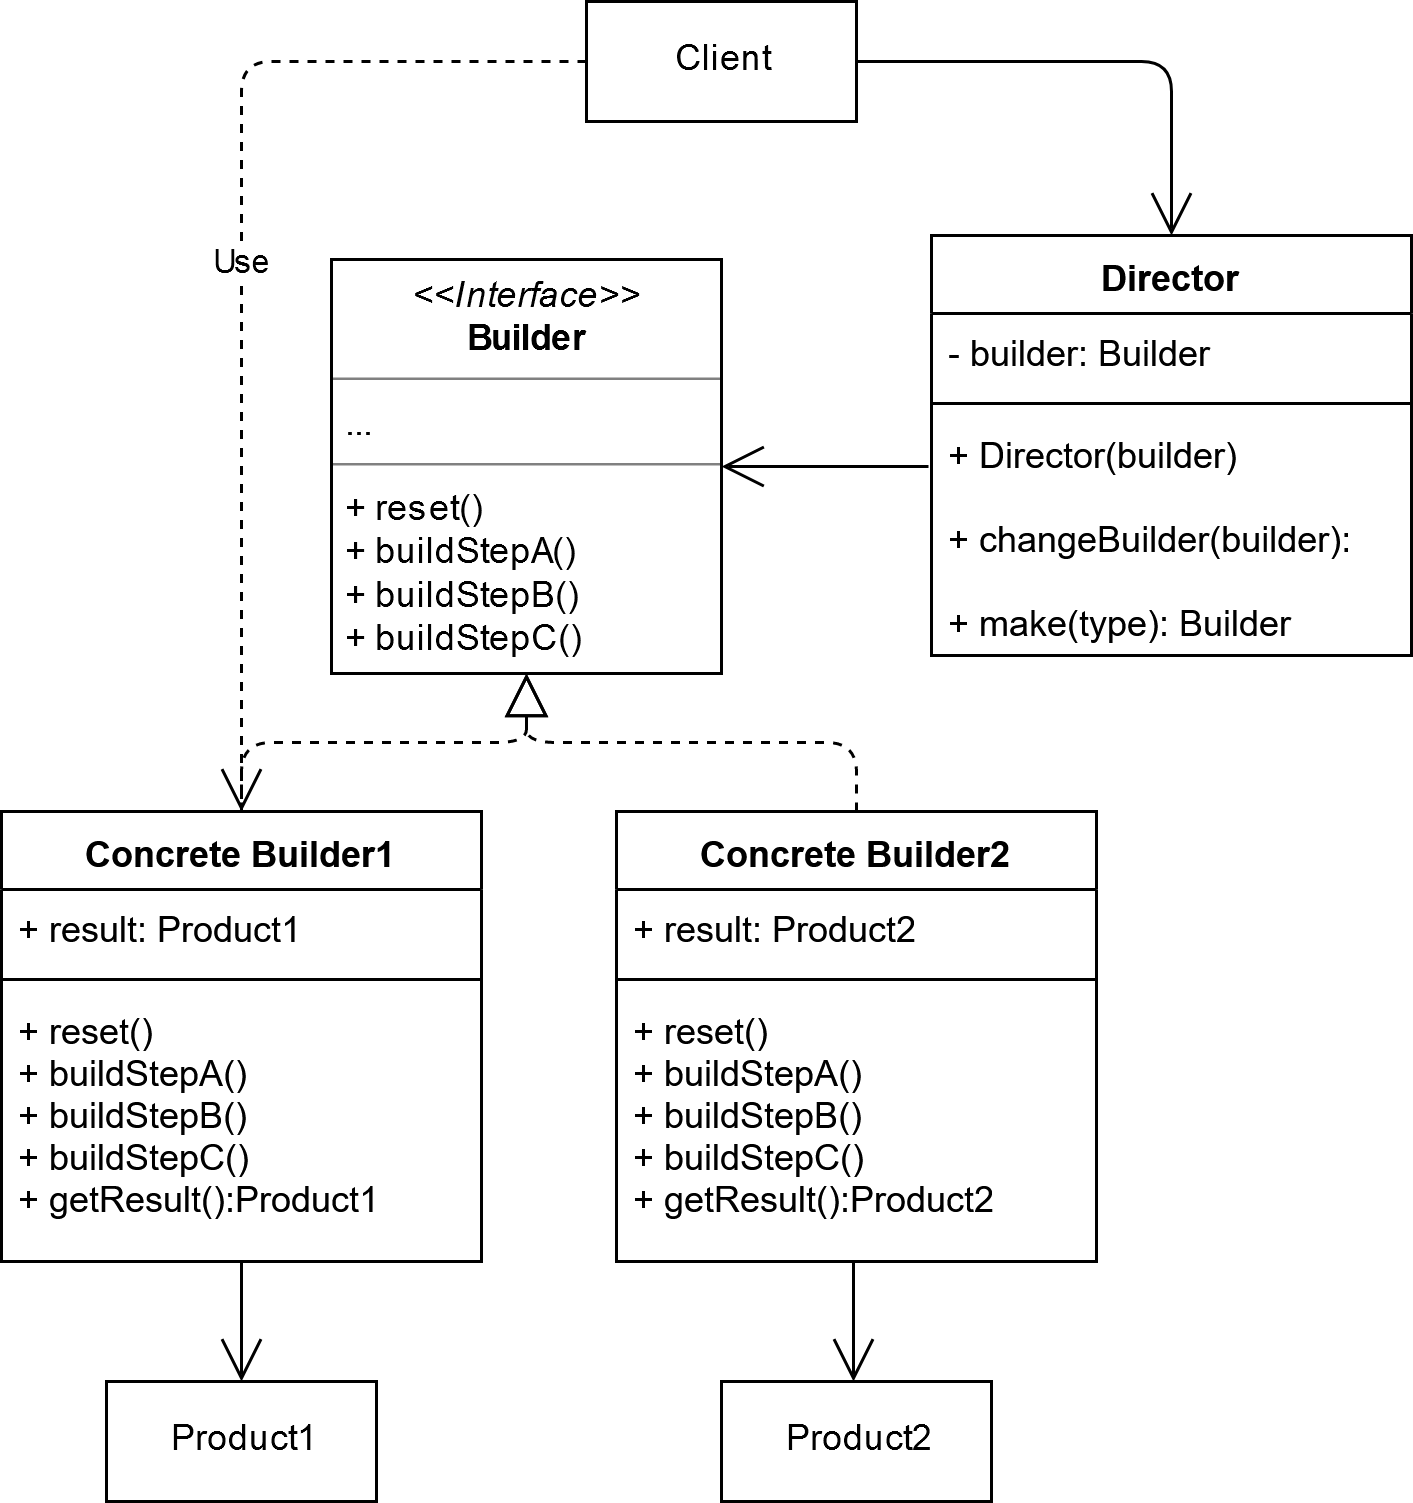 Client
Use
<<Interface>>
Builder
...
+ reset()
+ buildStepA()
+ buildStepB()
+ buildStepC()
Director
- builder: Builder
+ Director(builder)
+ changeBuilder(builder):
+ make(type): Builder
Concrete Builder1
+ result: Product1
+ reset()
+ buildStepA()
+ buildStepB()
+ buildStepC()
+ getResult():Product1
Concrete Builder2
+ result: Product2
+ reset()
+ buildStepA()
+ buildStepB()
+ buildStepC()
+ getResult():Product2
Product1
Product2